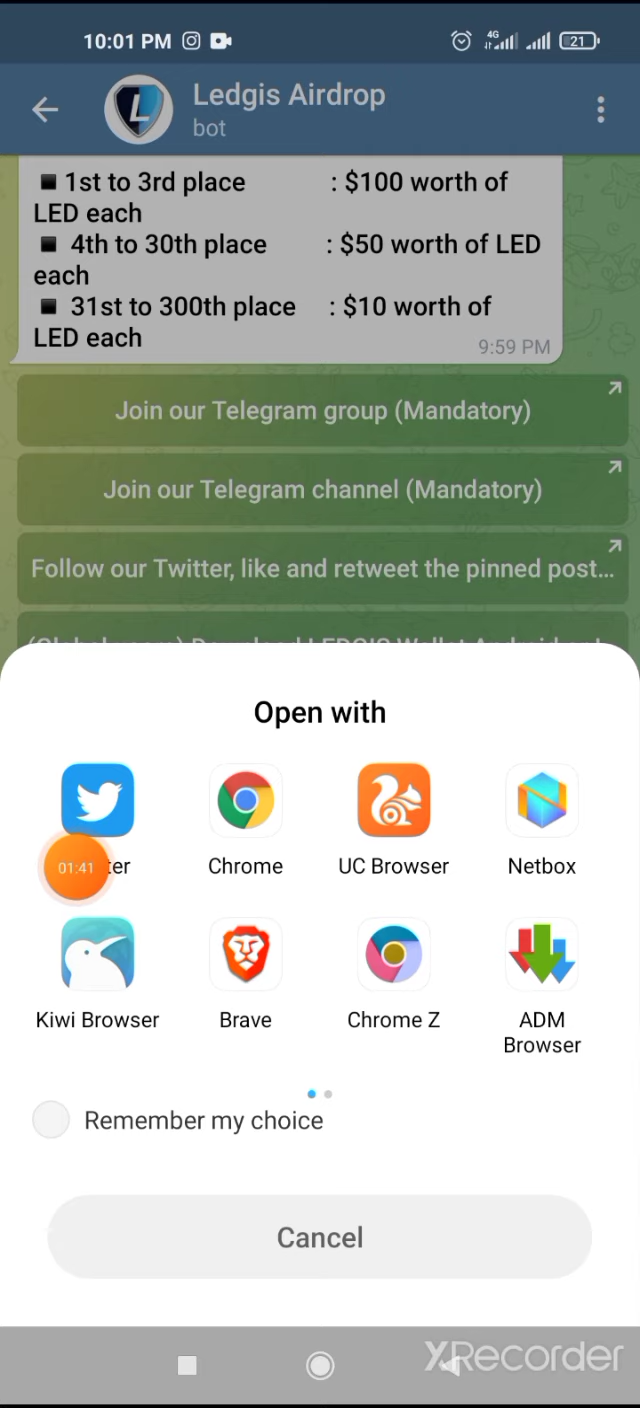 10:01 PM
4G
21
Ledgis Airdrop
bot
▪1st to 3rd place : $100 worth of
LED each
▪ 4th to 30th place : $50 worth of LED
each
▪ 31st to 300th place : $10 worth of
LED each
9:59 PM
Join our Telegram group (Mandatory)
Join our Telegram channel (Mandatory)
Follow our Twitter, like and retweet the pinned post...
Open with
01:41
ter
Chrome
UC Browser
Netbox
Kiwi Browser
Brave
Chrome Z
ADM
Browser
Remember my choice
Cancel
XRecorder